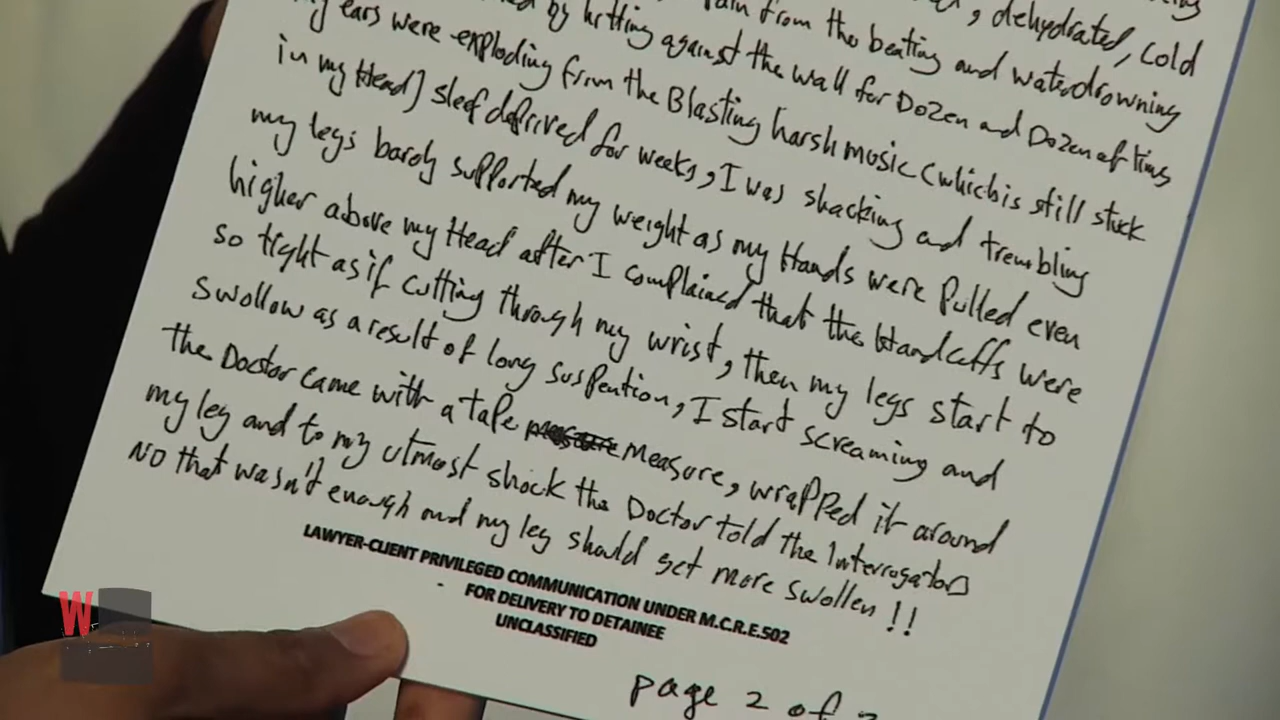 , dehydrated, cold
from the beating and waterdrowning
by hitting against the wall for Dozen and Dozen of times
my ears were exploding from the Blasting harsh music (which is still stuck
in my Head) sleep deprived for weeks, I was shacking and trembling
my legs barely supported my weight as my Hands were pulled even
higher above my Head after I complained that the Handcuffs were
so tight as if cutting through my wrist, then my legs start to
swollow as a result of long suspention, I start screaming and
the Doctor came with a tape measure, wrapped it around
my leg and to my utmost shock the Doctor told the Interrogators
No that wasn't enough and my leg should get more swollen !!
LAWYER-CLIENT PRIVILEGED COMMUNICATION UNDER M.C.R.E.502
FOR DELIVERY TO DETAINEE
UNCLASSIFIED
page 2 of
W